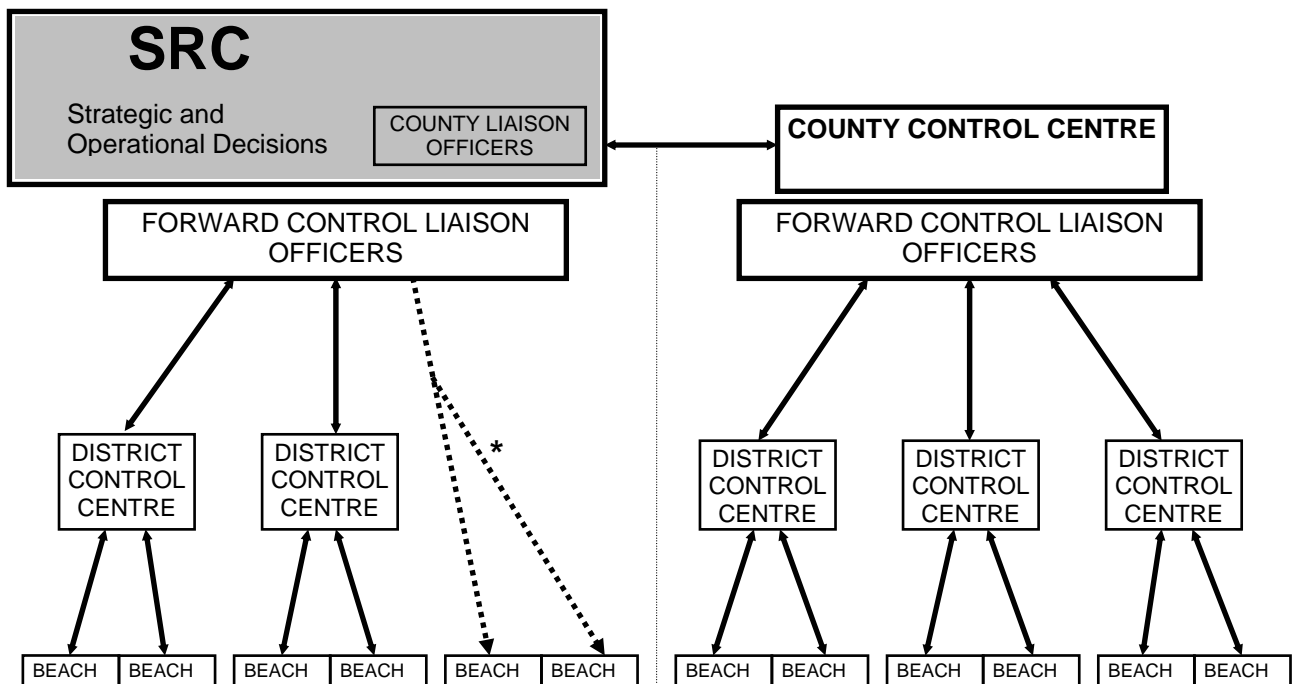 SRC
Strategic and
Operational Decisions
COUNTY LIAISON
OFFICERS
COUNTY CONTROL CENTRE
FORWARD CONTROL LIAISON
OFFICERS
FORWARD CONTROL LIAISON
OFFICERS
*
DISTRICT
CONTROL
CENTRE
DISTRICT
CONTROL
CENTRE
DISTRICT
CONTROL
CENTRE
DISTRICT
CONTROL
CENTRE
DISTRICT
CONTROL
CENTRE
BEACH
BEACH
BEACH
BEACH
BEACH
BEACH
BEACH
BEACH
BEACH
BEACH
BEACH
BEACH